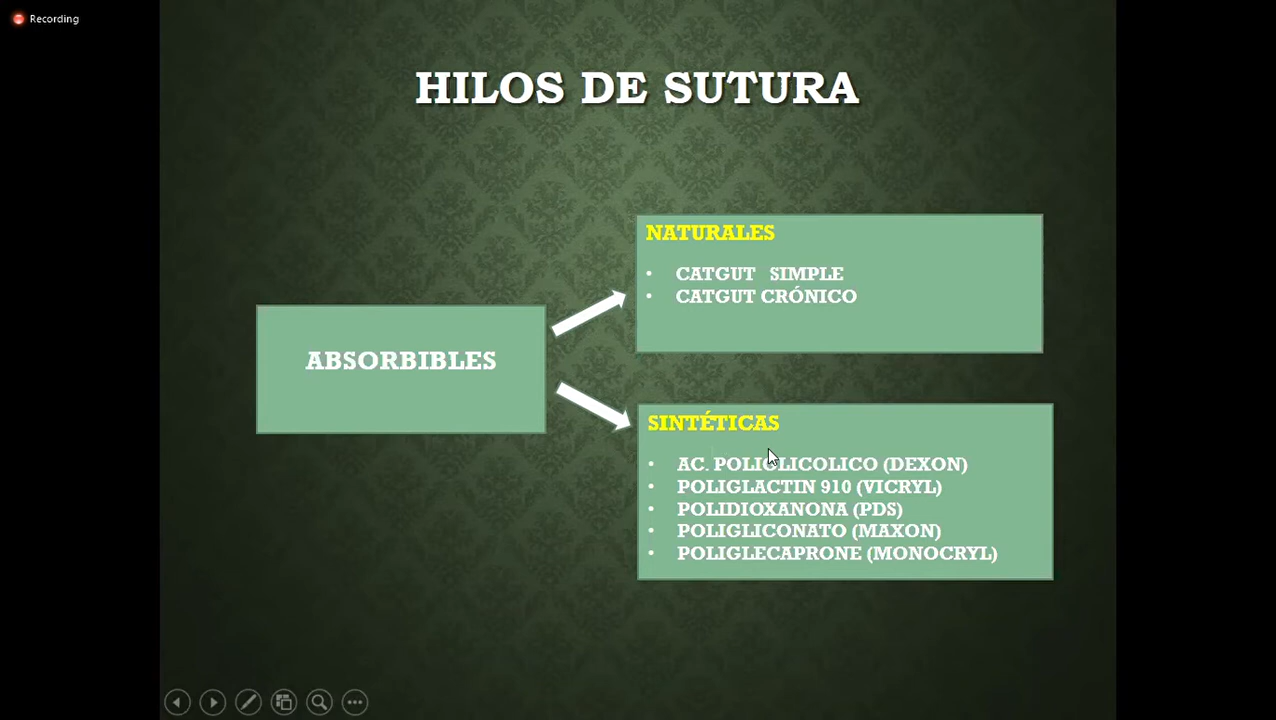 Recording
HILOS DE SUTURA
ABSORBIBLES
NATURALES
• CATGUT SIMPLE
• CATGUT CRÓNICO
SINTÉTICAS
• AC. POLIGLICOLICO (DEXON)
• POLIGLACTIN 910 (VICRYL)
• POLIDIOXANONA (PDS)
• POLIGLICONATO (MAXON)
• POLIGLECAPRONE (MONOCRYL)